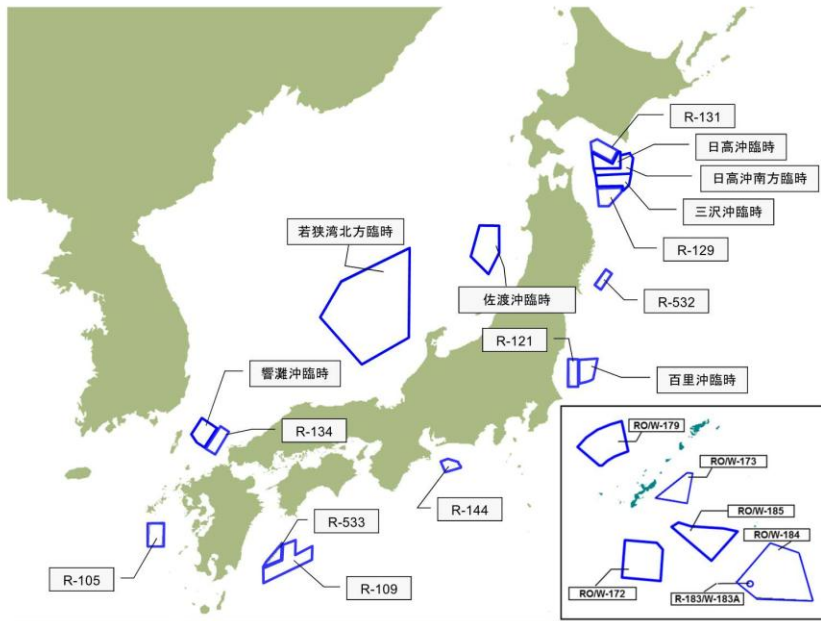 R-131
日高沖臨時
日高沖南方臨時
三沢沖臨時
若狭湾北方臨時
R-129
佐渡沖臨時
R-532
R-121
響灘沖臨時
百里沖臨時
R-134
RO/W-179
RO/W-173
R-144
RO/W-185
R-533
RO/W-184
R-105
R-109
RO/W-172
R-183/W-183A